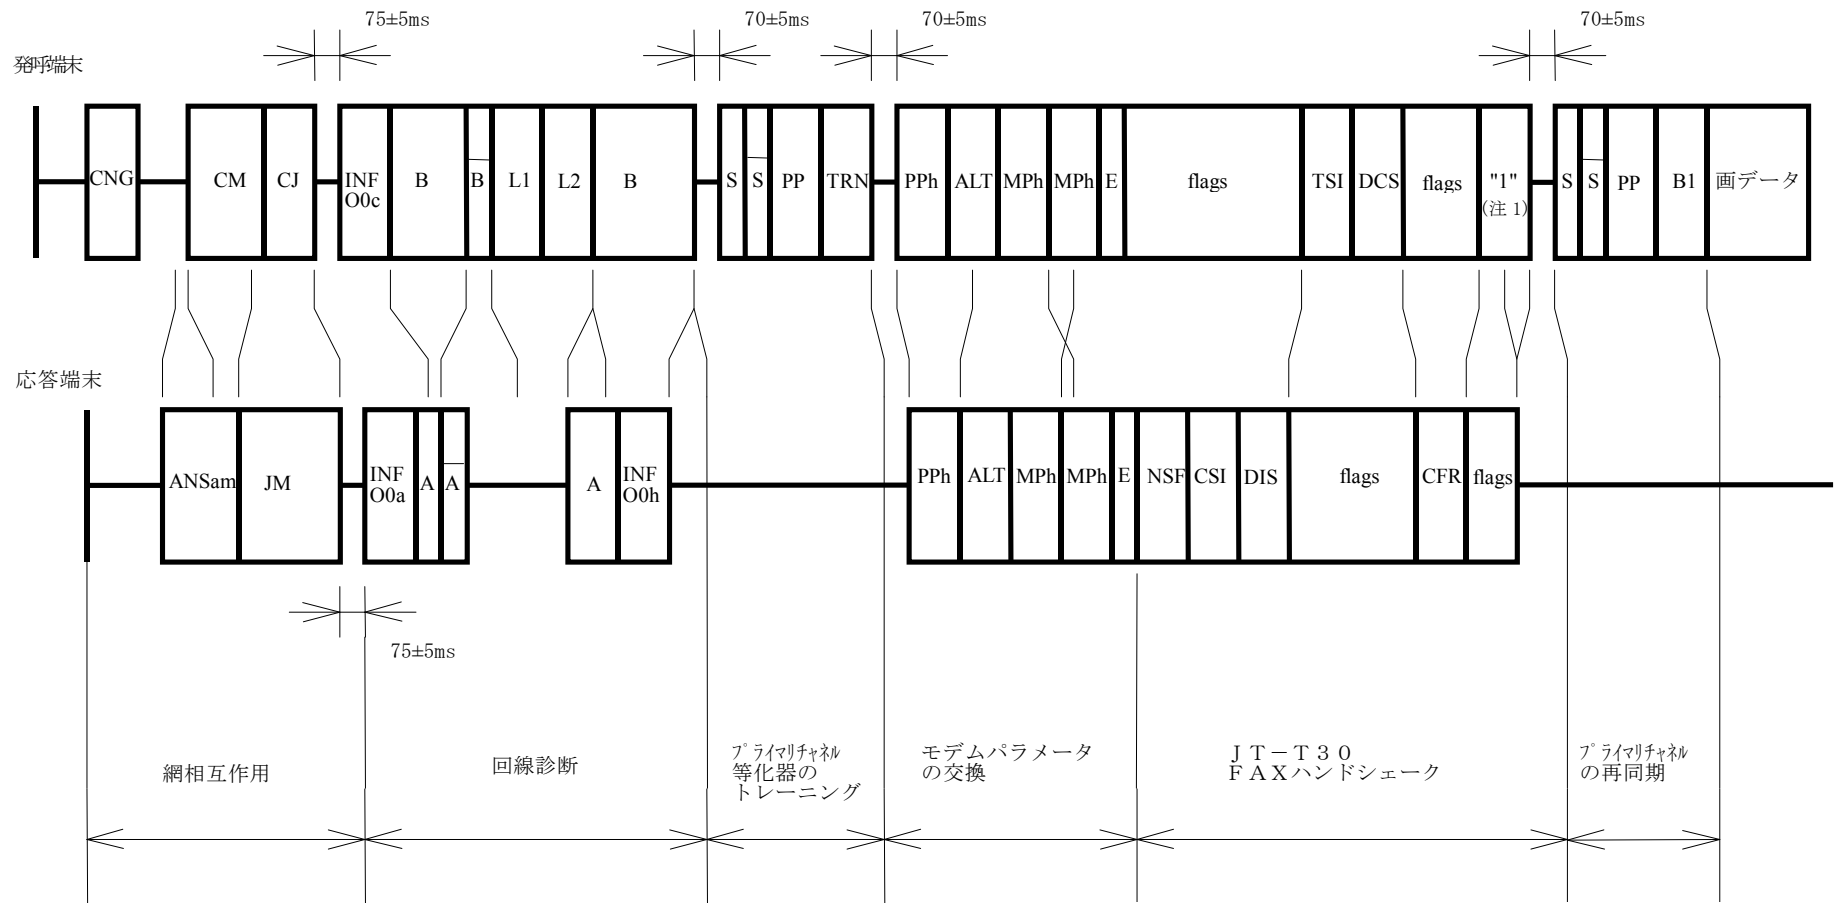 75±5ms
70±5ms
70±5ms
70±5ms
発呼端末
CNG
CM
CJ
INF
O0c
B
B
L1
L2
B
S
S
PP
TRN
PPh
ALT
MPh
MPh
E
flags
TSI
DCS
flags
"1"
(注 1)
S
S
PP
B1
画データ
応答端末
ANSam
JM
INF
O0a
A
A
A
INF
O0h
PPh
ALT
MPh
MPh
E
NSF
CSI
DIS
flags
CFR
flags
75±5ms
網相互作用
回線診断
プライマリチャネル
等化器の
トレーニング
モデムパラメータ
の交換
JT-T30
FAXハンドシェーク
プライマリチャネル
の再同期